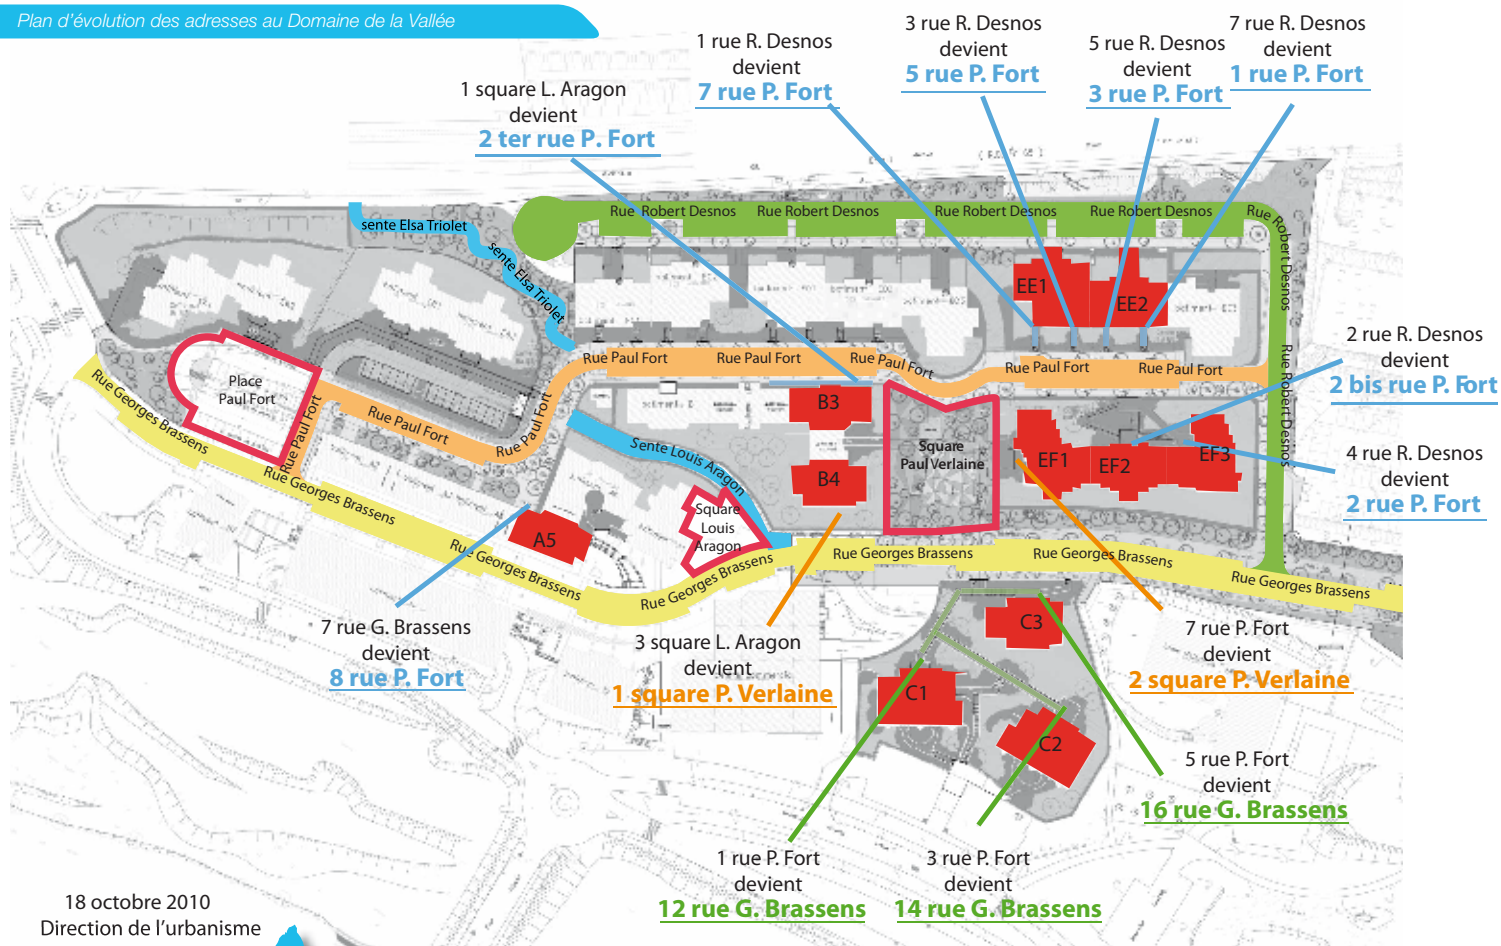 Plan d'évolution des adresses au Domaine de la Vallée
1 square L. Aragon
devient
2 ter rue P. Fort
1 rue R. Desnos
devient
7 rue P. Fort
3 rue R. Desnos
devient
5 rue P. Fort
5 rue R. Desnos
devient
3 rue P. Fort
7 rue R. Desnos
devient
1 rue P. Fort
sente Elsa Triolet
sente Elsa Triolet
Rue Robert Desnos
Rue Robert Desnos
Rue Robert Desnos
Rue Robert Desnos
Rue Robert Desnos
Rue Robert Desnos
EE1
EE2
2 rue R. Desnos
devient
2 bis rue P. Fort
Rue Paul Fort
Rue Paul Fort
Rue Paul Fort
Rue Paul Fort
Rue Paul Fort
Place
Paul Fort
Rue Paul Fort
Rue Paul Fort
Rue Paul Fort
B3
B4
Square
Paul Verlaine
EF1
EF2
EF3
4 rue R. Desnos
devient
2 rue P. Fort
Sente Louis Aragon
Square
Louis
Aragon
A5
Rue Georges Brassens
Rue Georges Brassens
Rue Georges Brassens
Rue Georges Brassens
Rue Georges Brassens
Rue Georges Brassens
Rue Georges Brassens
7 rue G. Brassens
devient
8 rue P. Fort
3 square L. Aragon
devient
1 square P. Verlaine
C3
C1
C2
7 rue P. Fort
devient
2 square P. Verlaine
5 rue P. Fort
devient
16 rue G. Brassens
1 rue P. Fort
devient
12 rue G. Brassens
3 rue P. Fort
devient
14 rue G. Brassens
18 octobre 2010
Direction de l'urbanisme